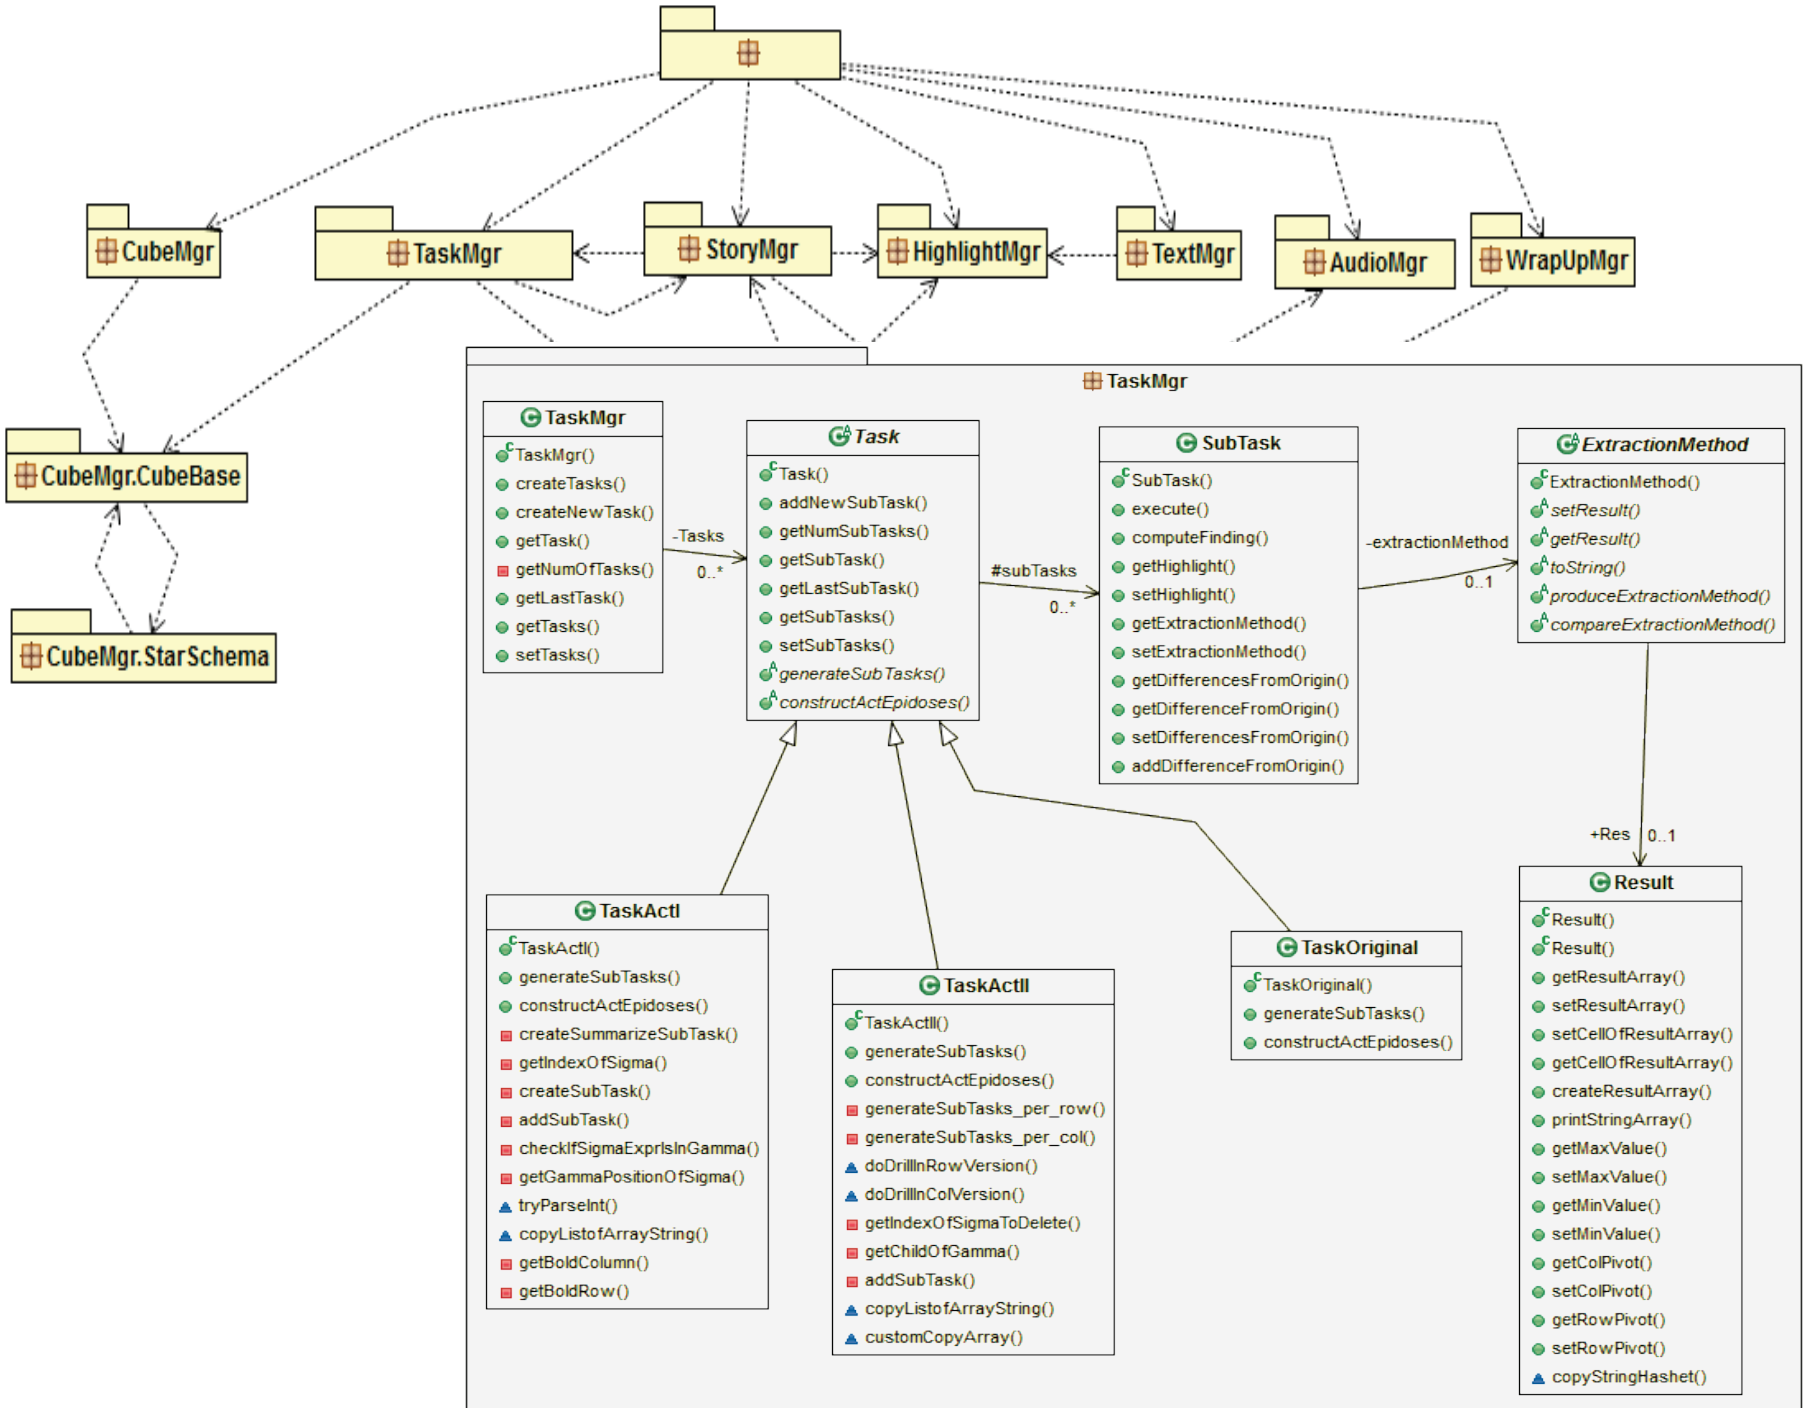 CubeMgr
TaskMgr
StoryMgr
HighlightMgr
TextMgr
AudioMgr
WrapUpMgr
CubeMgr.CubeBase
CubeMgr.StarSchema
TaskMgr
TaskMgr
TaskMgr()
createTasks()
createNewTask()
getTask()
getNumOfTasks()
getLastTask()
getTasks()
setTasks()
-Tasks
0..*
Task
Task()
addNewSubTask()
getNumSubTasks()
getSubTask()
getLastSubTask()
getSubTasks()
setSubTasks()
generateSubTasks()
constructActEpidoses()
#subTasks
0..*
SubTask
SubTask()
execute()
computeFinding()
getHighlight()
setHighlight()
getExtractionMethod()
setExtractionMethod()
getDifferencesFromOrigin()
getDifferenceFromOrigin()
setDifferencesFromOrigin()
addDifferenceFromOrigin()
-extractionMethod
0..1
ExtractionMethod
ExtractionMethod()
setResult()
getResult()
toString()
produceExtractionMethod()
compareExtractionMethod()
+Res
0..1
TaskActI
TaskActI()
generateSubTasks()
constructActEpidoses()
createSummarizeSubTask()
getIndexOfSigma()
createSubTask()
addSubTask()
checkIfSigmaExprIsInGamma()
getGammaPositionOfSigma()
tryParseInt()
copyListofArrayString()
getBoldColumn()
getBoldRow()
TaskActII
TaskActII()
generateSubTasks()
constructActEpidoses()
generateSubTasks_per_row()
generateSubTasks_per_col()
doDrillInRowVersion()
doDrillInColVersion()
getIndexOfSigmaToDelete()
getChildOfGamma()
addSubTask()
copyListofArrayString()
customCopyArray()
TaskOriginal
TaskOriginal()
generateSubTasks()
constructActEpidoses()
Result
Result()
Result()
getResultArray()
setResultArray()
setCellOfResultArray()
getCellOfResultArray()
createResultArray()
printStringArray()
getMaxValue()
setMaxValue()
getMinValue()
setMinValue()
getColPivot()
setColPivot()
getRowPivot()
setRowPivot()
copyStringHashet()